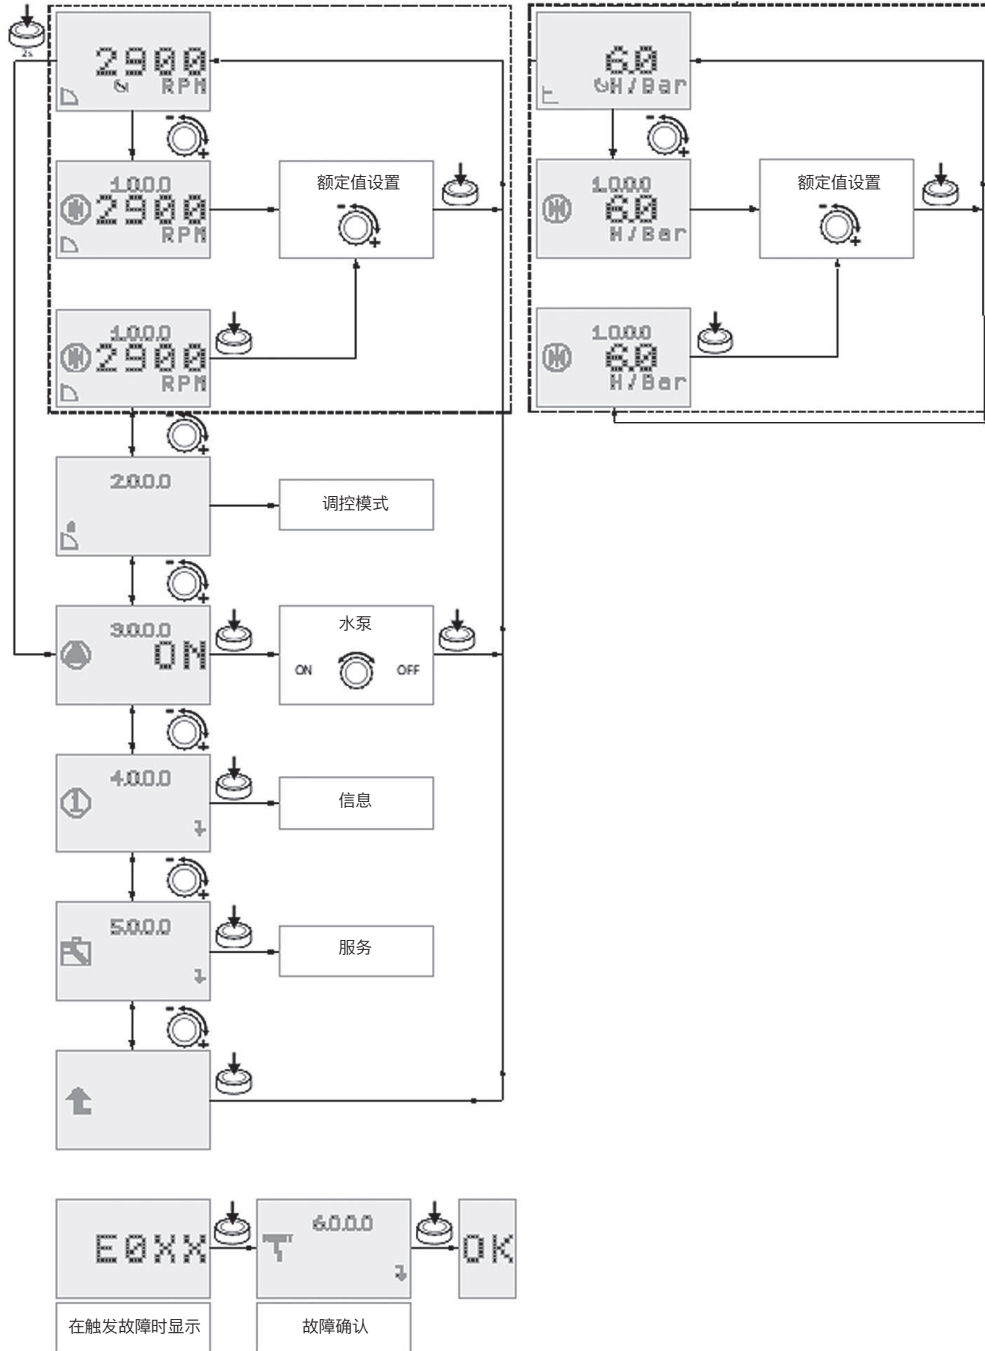 2s
2900
RPM
1.0.0.0
2900
RPM
额定值设置
- +
1.0.0.0
2900
RPM
6.0
H/Bar
1.0.0.0
6.0
H/Bar
额定值设置
- +
1.0.0.0
6.0
H/Bar
2.0.0.0
调控模式
3.0.0.0
ON
水泵
ON OFF
4.0.0.0
信息
5.0.0.0
服务
E0XX
6.0.0.0
OK
在触发故障时显示
故障确认